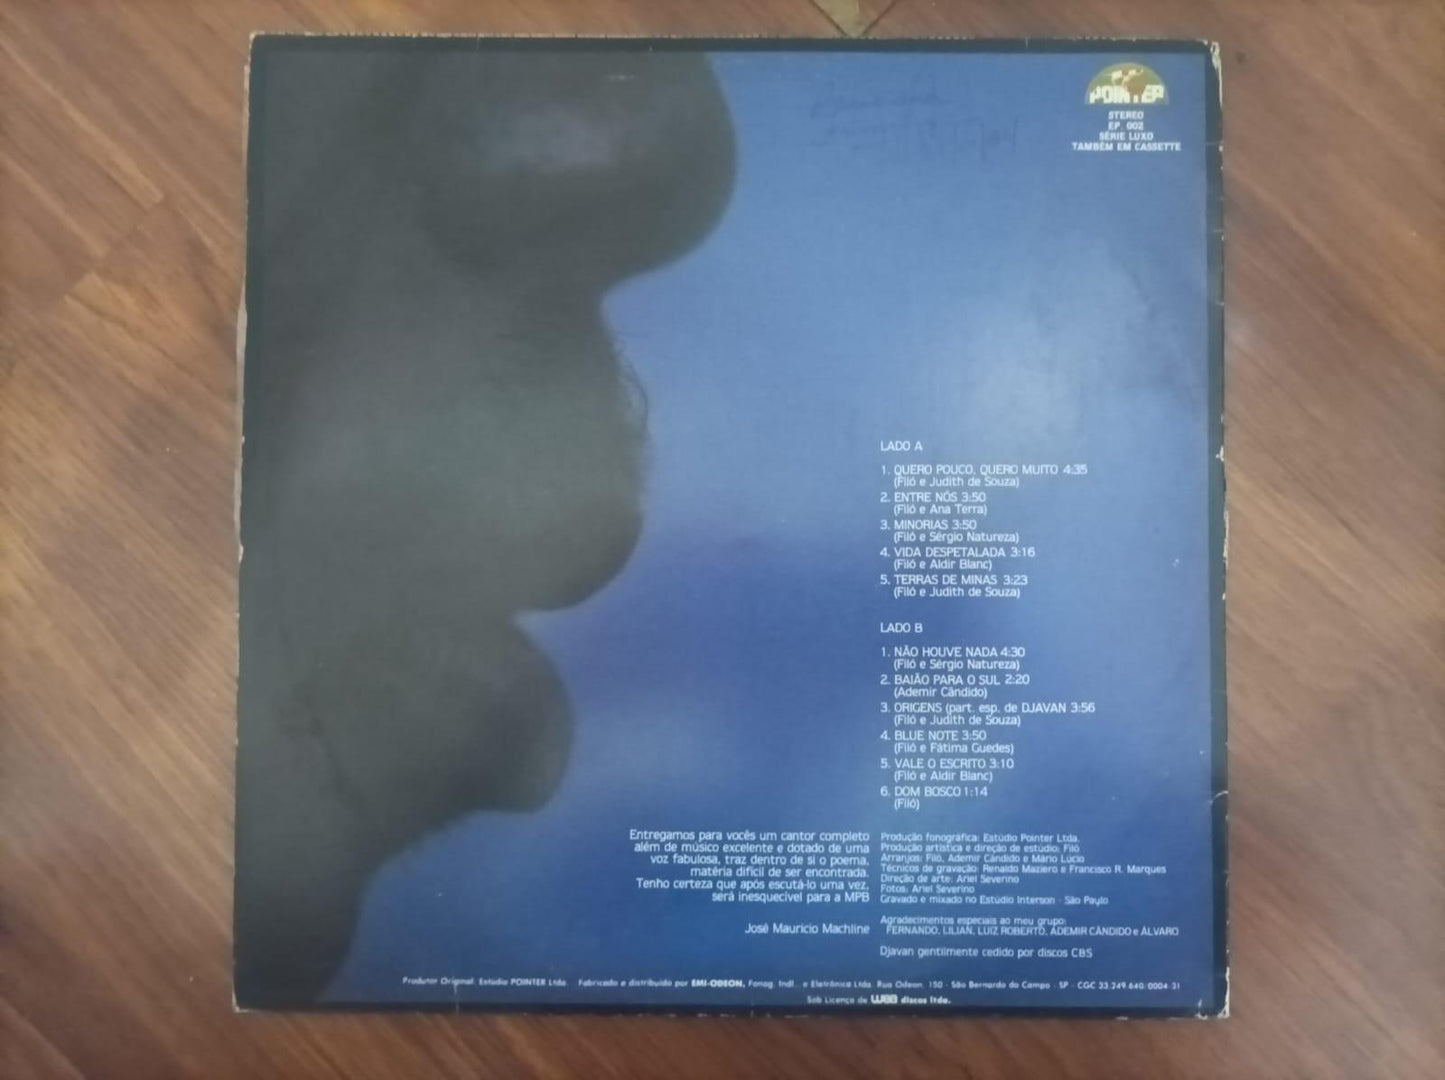 POINTER
STEREO
EP. 002
SÉRIE LUXO
TAMBÉM EM CASSETTE
LADO A
1. QUERO POUCO, QUERO MUITO 4:35
(Filó e Judith de Souza)
2. ENTRE NÓS 3:50
(Filó e Ana Terra)
3. MINORIAS 3:50
(Filó e Sérgio Natureza)
4. VIDA DESPETALADA 3:16
(Filó e Aldir Blanc)
5. TERRAS DE MINAS 3:23
(Filó e Judith de Souza)
LADO B
1. NÃO HOUVE NADA 4:30
(Filó e Sérgio Natureza)
2. BAIÃO PARA O SUL 2:20
(Ademir Cândido)
3. ORIGENS (part. esp. de DJAVAN 3:56
(Filó e Judith de Souza)
4. BLUE NOTE 3:50
(Filó e Fátima Guedes)
5. VALE O ESCRITO 3:10
(Filó e Aldir Blanc)
6. DOM BOSCO 1:14
(Filó)
Entregamos para vocês um cantor completo
além de músico excelente e dotado de uma
voz fabulosa, traz dentro de si o poema,
matéria difícil de ser encontrada.
Tenho certeza que após escutá-lo uma vez,
será inesquecível para a MPB
José Mauricio Machline
Produção fonográfica: Estúdio Pointer Ltda.
Produção artística e direção de estúdio: Filó
Arranjos: Filó, Ademir Cândido e Mário Lúcio
Técnicos de gravação: Renaldo Maziero e Francisco R. Marques
Direção de arte: Ariel Severino
Fotos: Ariel Severino
Gravado e mixado no Estúdio Interson - São Paulo
Agradecimentos especiais ao meu grupo:
FERNANDO, LILIAN, LUIZ ROBERTO, ADEMIR CÂNDIDO e ÁLVARO
Djavan gentilmente cedido por discos CBS
Produtor Original: Estúdio POINTER Ltda. Fabricado e distribuído por EMI-ODEON, Fonog. Indl. e Eletrônica Ltda. Rua Odeon, 150 - São Bernardo do Campo - SP - CGC 33.249.640/0004-31
Sob Licença de discos ltda.